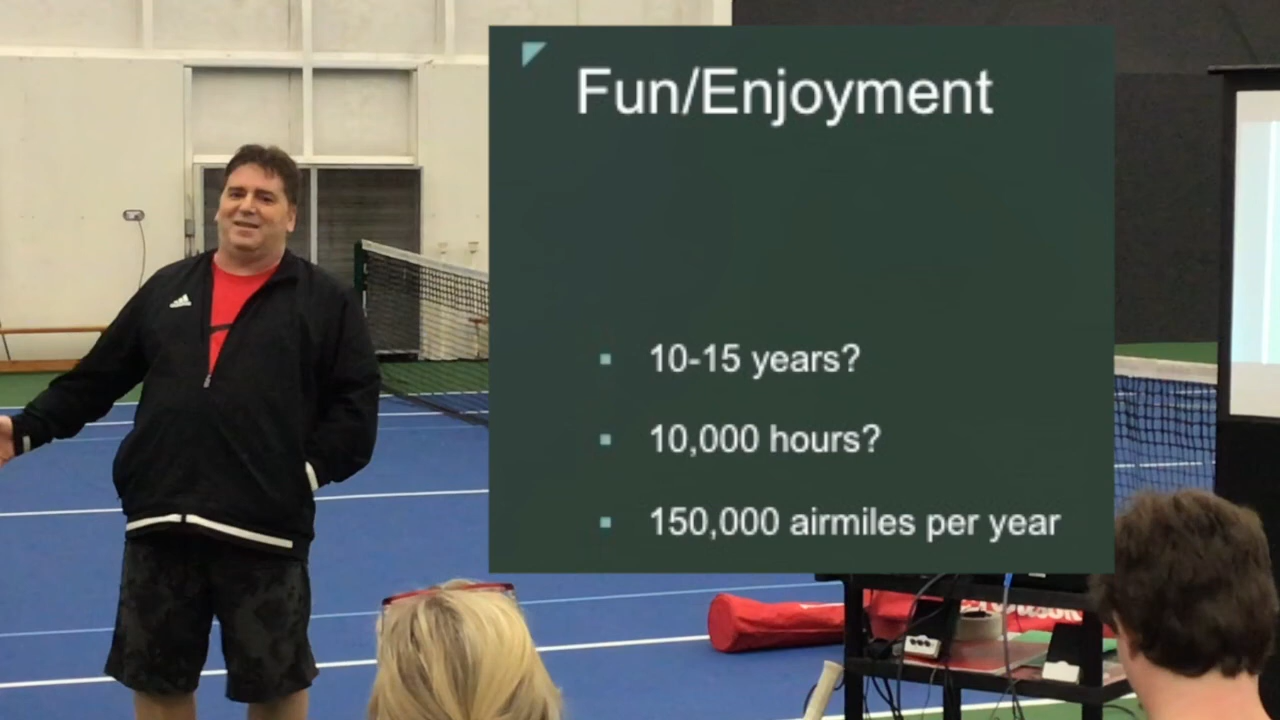 Fun/Enjoyment
10-15 years?
10,000 hours?
150,000 airmiles per year